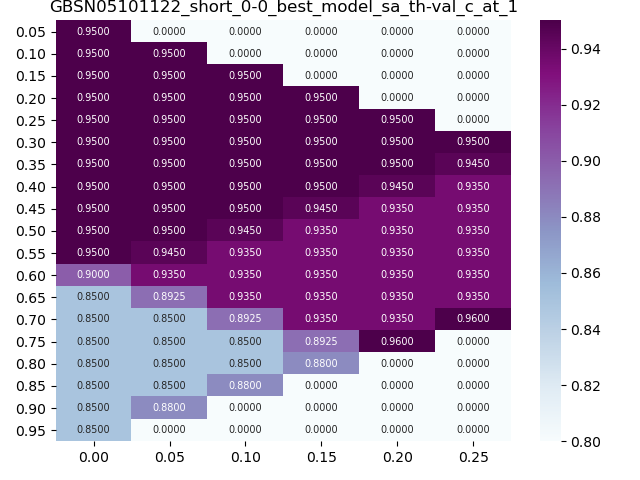 GBSN05101122_short_0-0_best_model_sa_th-val_c_at_1
0.05 0.9500 0.0000 0.0000 0.0000 0.0000 0.0000
0.10 0.9500 0.9500 0.0000 0.0000 0.0000 0.0000
0.15 0.9500 0.9500 0.9500 0.0000 0.0000 0.0000
0.20 0.9500 0.9500 0.9500 0.9500 0.0000 0.0000
0.25 0.9500 0.9500 0.9500 0.9500 0.9500 0.0000
0.30 0.9500 0.9500 0.9500 0.9500 0.9500 0.9500
0.35 0.9500 0.9500 0.9500 0.9500 0.9500 0.9450
0.40 0.9500 0.9500 0.9500 0.9500 0.9450 0.9350
0.45 0.9500 0.9500 0.9500 0.9450 0.9350 0.9350
0.50 0.9500 0.9500 0.9450 0.9350 0.9350 0.9350
0.55 0.9500 0.9450 0.9350 0.9350 0.9350 0.9350
0.60 0.9000 0.9350 0.9350 0.9350 0.9350 0.9350
0.65 0.8500 0.8925 0.9350 0.9350 0.9350 0.9350
0.70 0.8500 0.8500 0.8925 0.9350 0.9350 0.9600
0.75 0.8500 0.8500 0.8500 0.8925 0.9600 0.0000
0.80 0.8500 0.8500 0.8500 0.8800 0.0000 0.0000
0.85 0.8500 0.8500 0.8800 0.0000 0.0000 0.0000
0.90 0.8500 0.8800 0.0000 0.0000 0.0000 0.0000
0.95 0.8500 0.0000 0.0000 0.0000 0.0000 0.0000
0.00 0.05 0.10 0.15 0.20 0.25
0.94
0.92
0.90
0.88
0.86
0.84
0.82
0.80